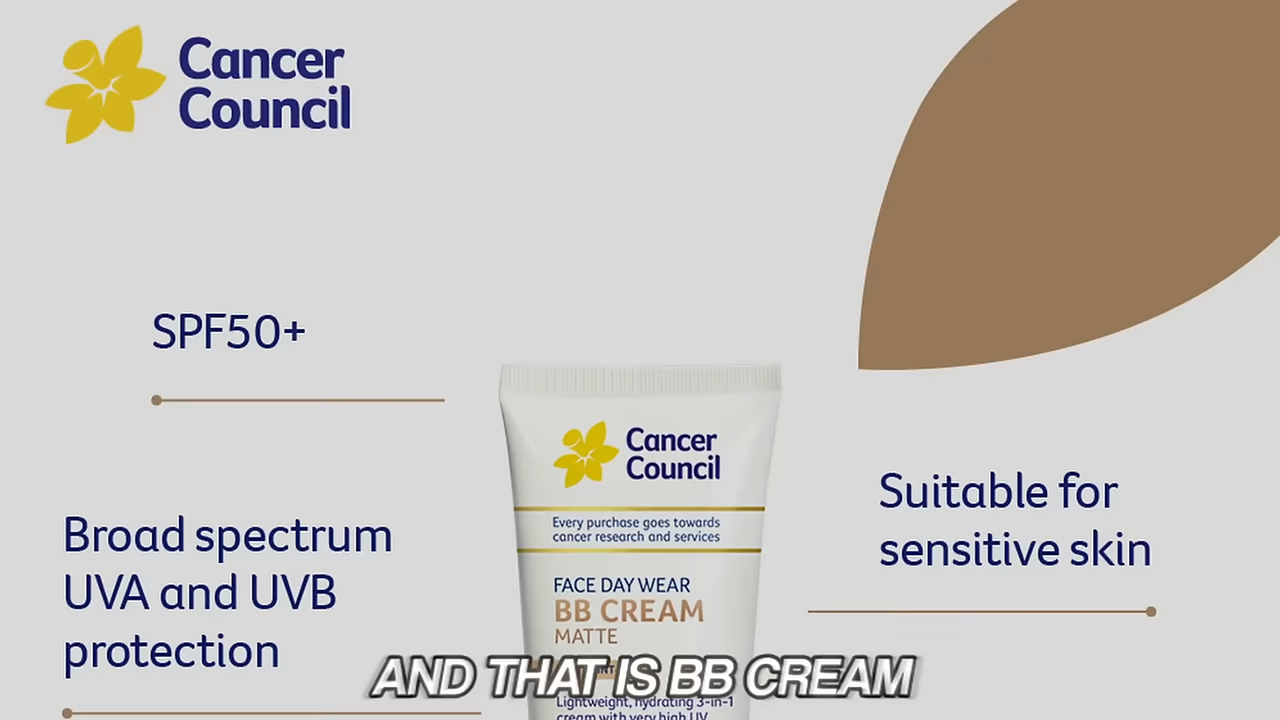 Cancer
Council
SPF50+
Broad spectrum
UVA and UVB
protection
Cancer
Council
Every purchase goes towards
cancer research and services
FACE DAY WEAR
BB CREAM
MATTE
Lightweight, hydrating 3-in-1
cream with very high UV
Suitable for
sensitive skin
AND THAT IS BB CREAM